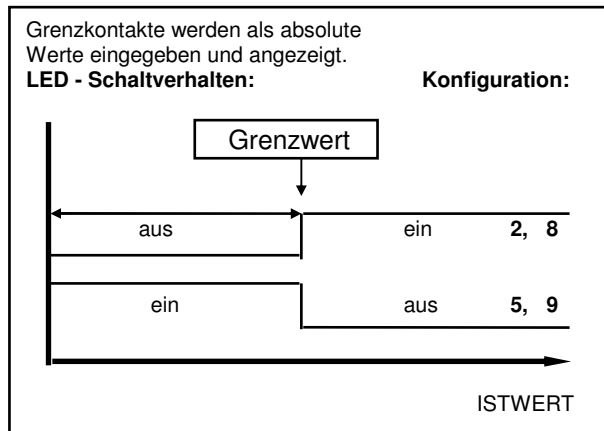 Grenzkontakte werden als absolute
Werte eingegeben und angezeigt.
LED - Schaltverhalten: Konfiguration:
Grenzwert
aus ein 2, 8
ein aus 5, 9
ISTWERT